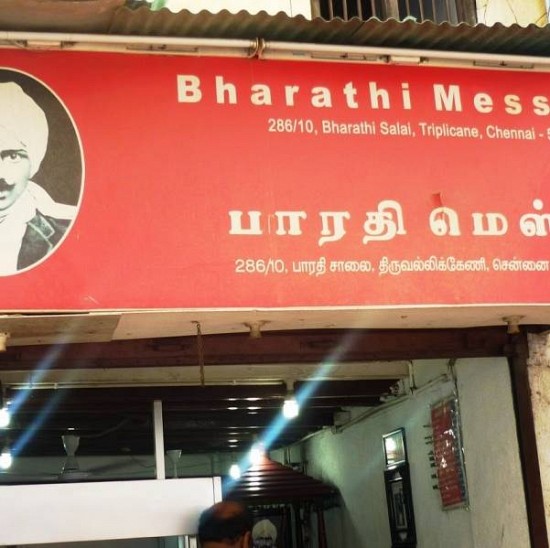 Bharathi Mess
286/10, Bharathi Salai, Triplicane, Chennai - 5
பாரதி மெஸ்
286/10, பாரதி சாலை, திருவல்லிக்கேணி, சென்னை